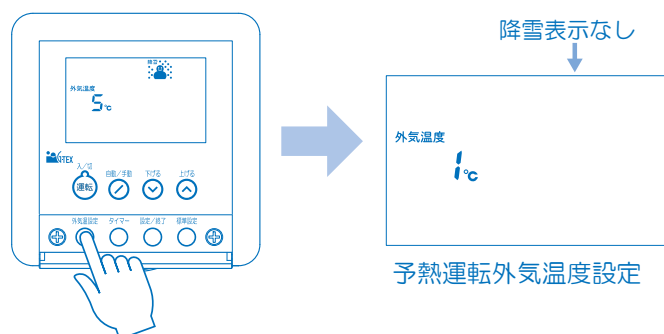 降雪表示なし
降雪
外気温度
5℃
入/切
運転
自動/手動
下げる
上げる
外気温設定
タイマー
設定/終了
標準設定
外気温度
1℃
予熱運転外気温度設定